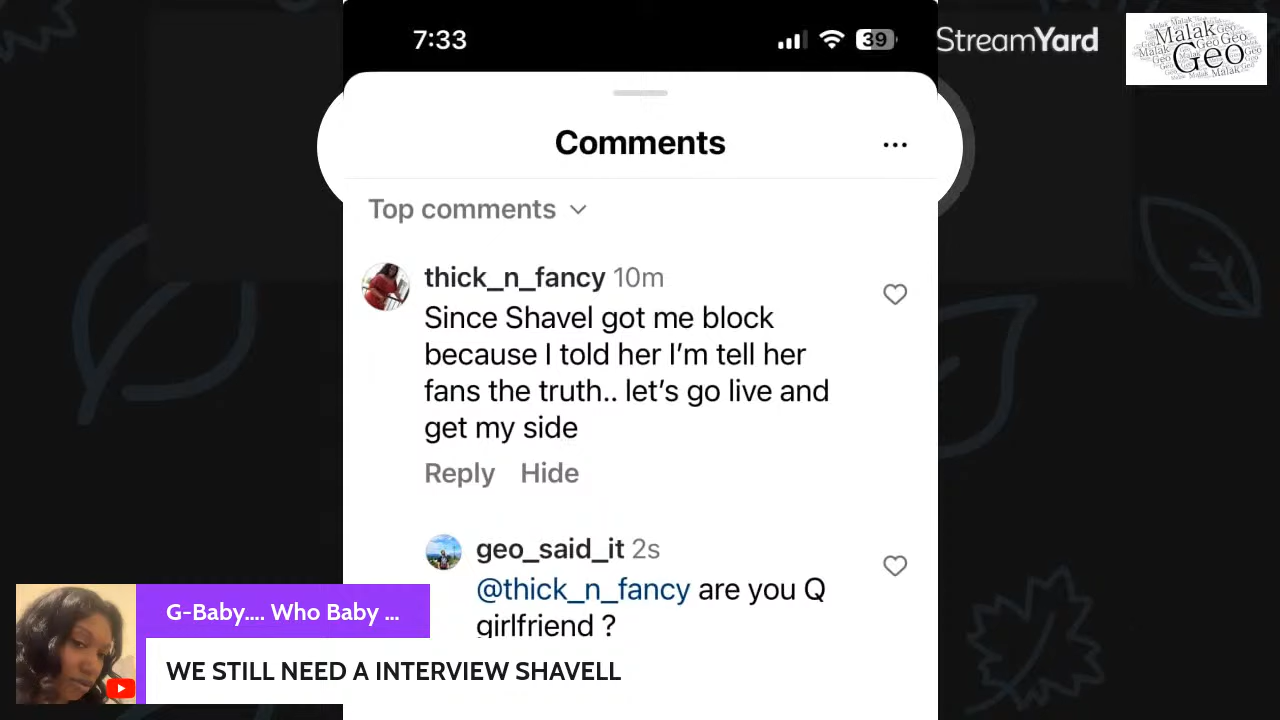 7:33
39
StreamYard
Malak
Geo
Comments
Top comments
thick_n_fancy 10m
Since Shavel got me block
because I told her I’m tell her
fans the truth.. let’s go live and
get my side
Reply Hide
geo_said_it 2s
@thick_n_fancy are you Q
girlfriend ?
G-Baby.... Who Baby ...
WE STILL NEED A INTERVIEW SHAVELL